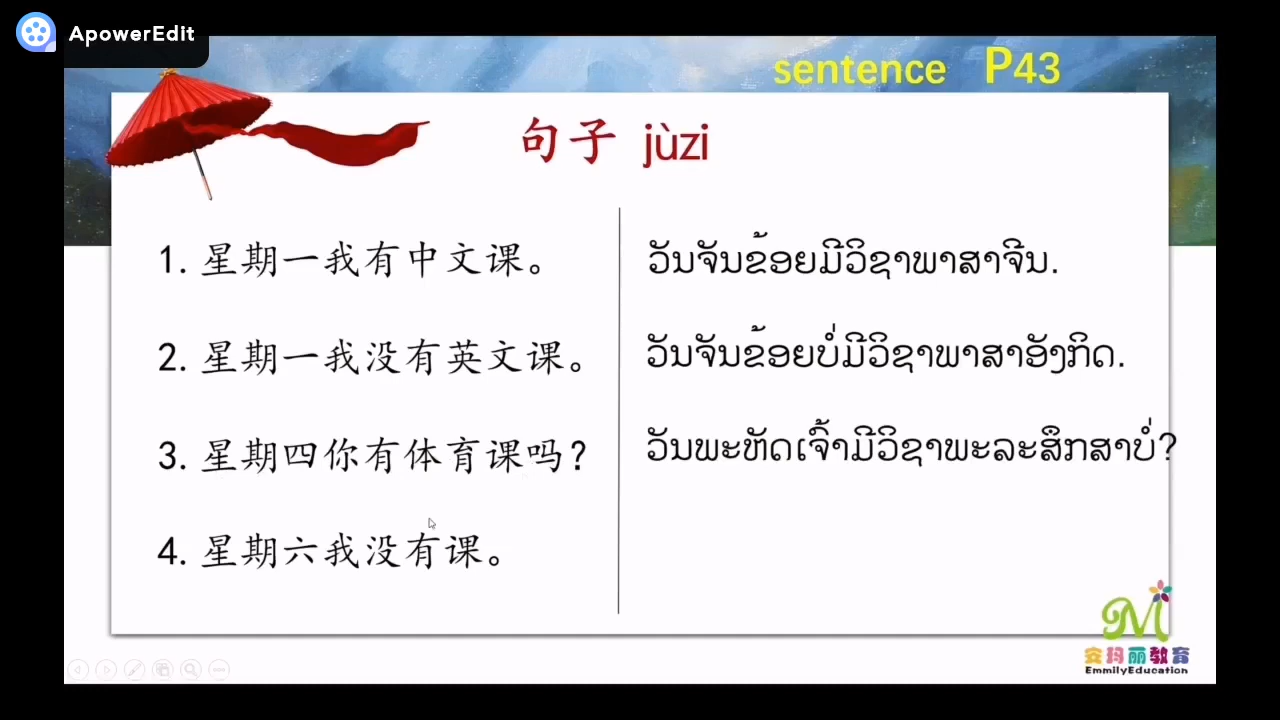 ApowerEdit
sentence P43
句子 jùzi
1. 星期一我有中文课。
ວັນຈັນຂ້ອຍມີວິຊາພາສາຈີນ.
2. 星期一我没有英文课。
ວັນຈັນຂ້ອຍບໍ່ມີວິຊາພາສາອັງກິດ.
3. 星期四你有体育课吗?
ວັນພະຫັດເຈົ້າມີວິຊາພະລະສຶກສາບໍ່?
4. 星期六我没有课。
安玛丽教育
EmmilyEducation